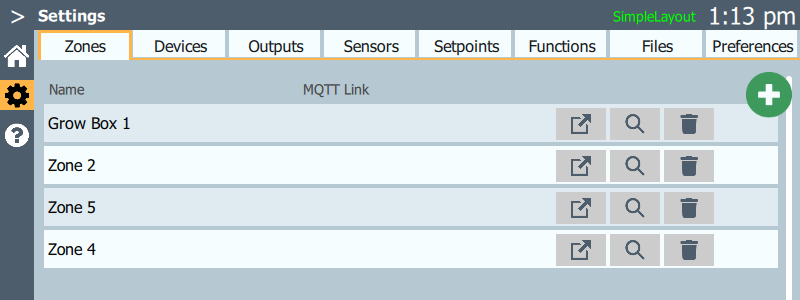 > Settings SimpleLayout 1:13 pm
Zones Devices Outputs Sensors Setpoints Functions Files Preferences
Name MQTT Link
Grow Box 1
Zone 2
Zone 5
Zone 4